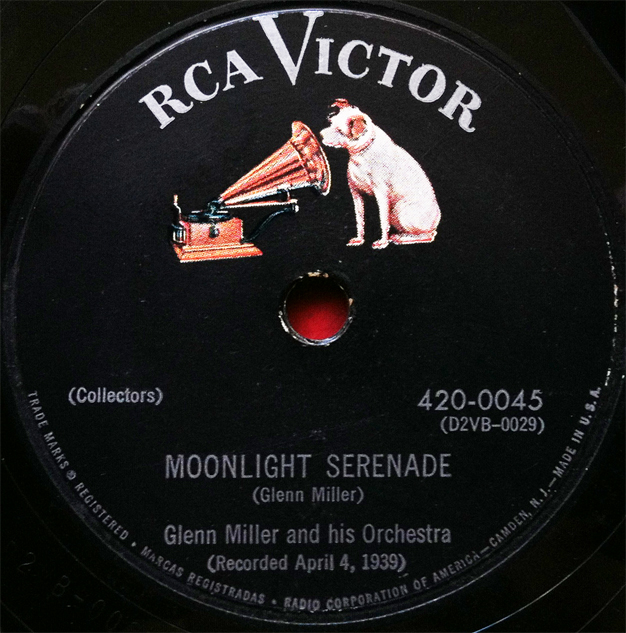 RCA VICTOR
(Collectors)
420-0045
(D2VB-0029)
MOONLIGHT SERENADE
(Glenn Miller)
Glenn Miller and his Orchestra
(Recorded April 4, 1939)
TRADE MARKS ® REGISTERED • MARCAS REGISTRADAS • RADIO CORPORATION OF AMERICA—CAMDEN, N. J.—MADE IN U. S. A.